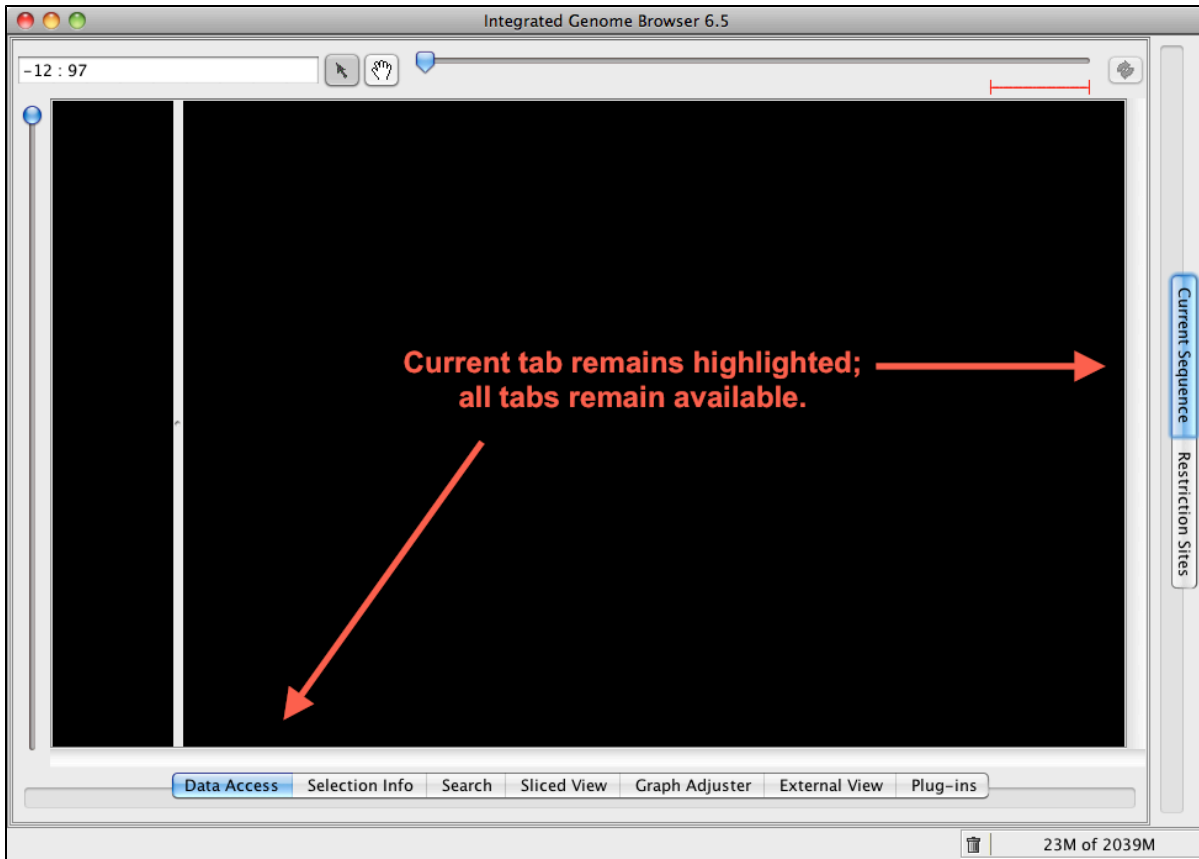 Integrated Genome Browser 6.5
-12 : 97
Current tab remains highlighted;
all tabs remain available.
Current Sequence
Restriction Sites
Data Access
Selection Info
Search
Sliced View
Graph Adjuster
External View
Plug-ins
23M of 2039M